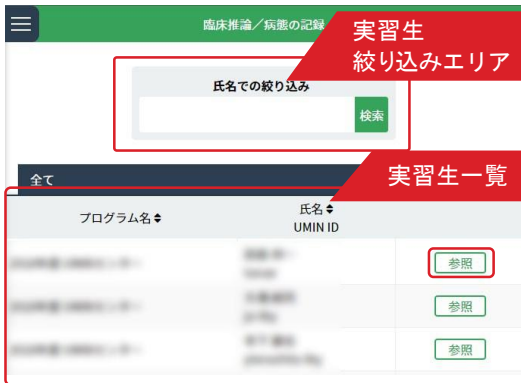 臨床推論／病態の記録
実習生
絞り込みエリア
氏名での絞り込み
検索
全て
実習生一覧
プログラム名
氏名
UMIN ID
参照
参照
参照